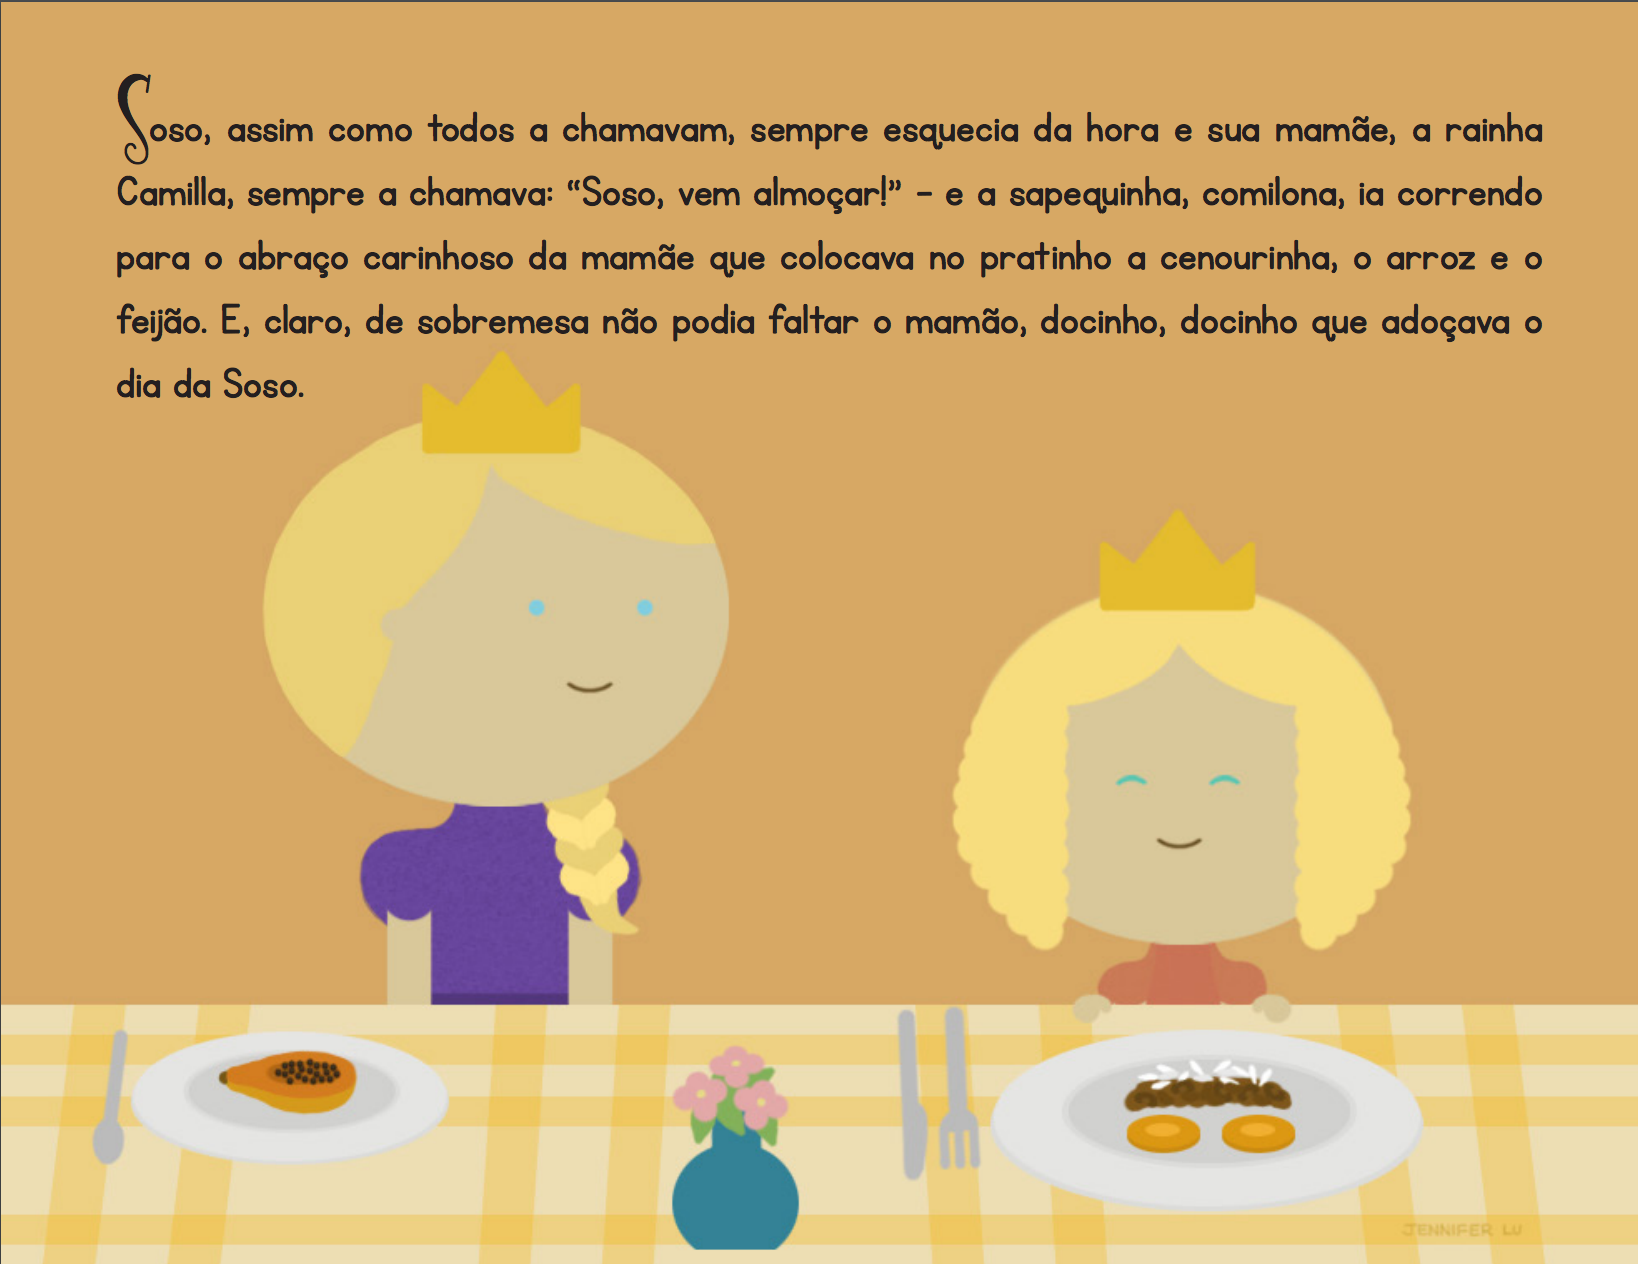 Soso, assim como todos a chamavam, sempre esquecia da hora e sua mamãe, a rainha
Camilla, sempre a chamava: “Soso, vem almoçar!” – e a sapequinha, comilona, ia correndo
para o abraço carinhoso da mamãe que colocava no pratinho a cenourinha, o arroz e o
feijão. E, claro, de sobremesa não podia faltar o mamão, docinho, docinho que adoçava o
dia da Soso.
JENNIFER LU